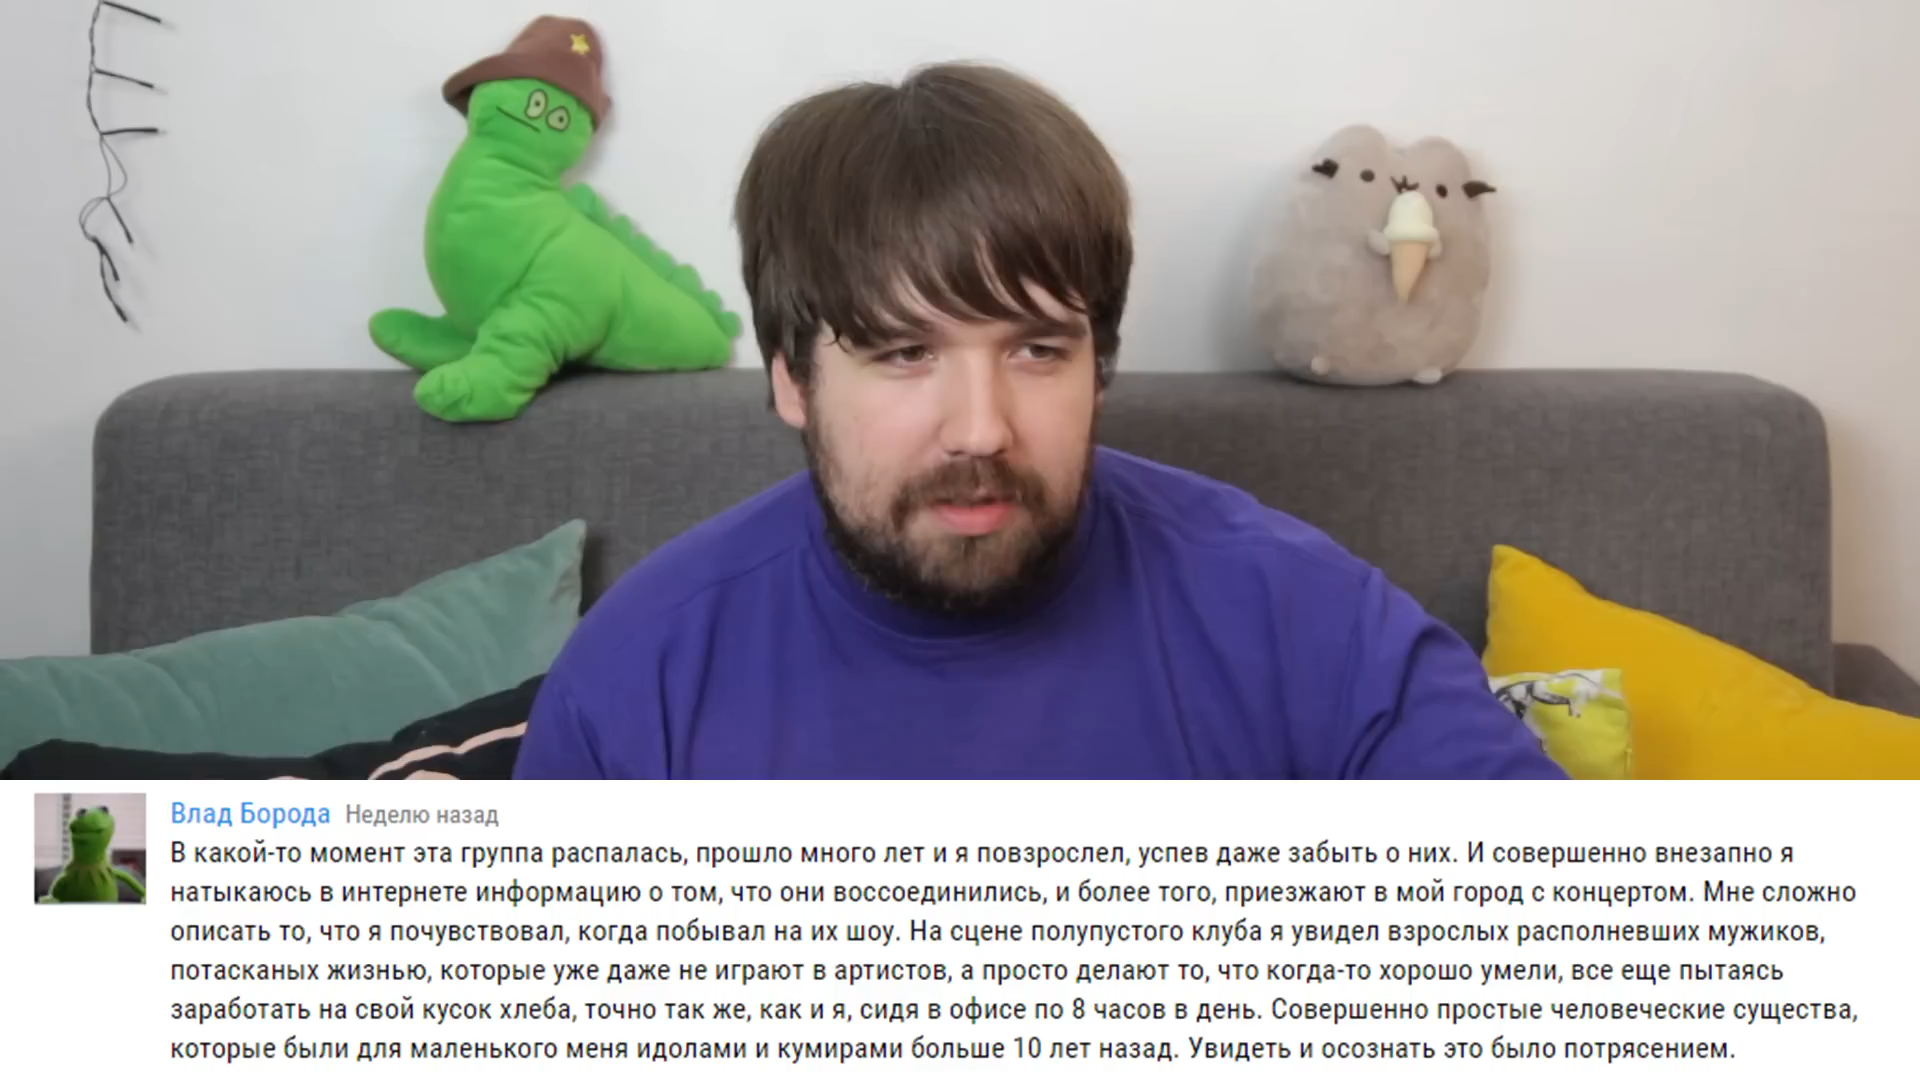 Влад Борода Неделю назад
В какой-то момент эта группа распалась, прошло много лет и я повзрослел, успев даже забыть о них. И совершенно внезапно я
натыкаюсь в интернете информацию о том, что они воссоединились, и более того, приезжают в мой город с концертом. Мне сложно
описать то, что я почувствовал, когда побывал на их шоу. На сцене полупустого клуба я увидел взрослых располневших мужиков,
потасканых жизнью, которые уже даже не играют в артистов, а просто делают то, что когда-то хорошо умели, все еще пытаясь
заработать на свой кусок хлеба, точно так же, как и я, сидя в офисе по 8 часов в день. Совершенно простые человеческие существа,
которые были для маленького меня идолами и кумирами больше 10 лет назад. Увидеть и осознать это было потрясением.